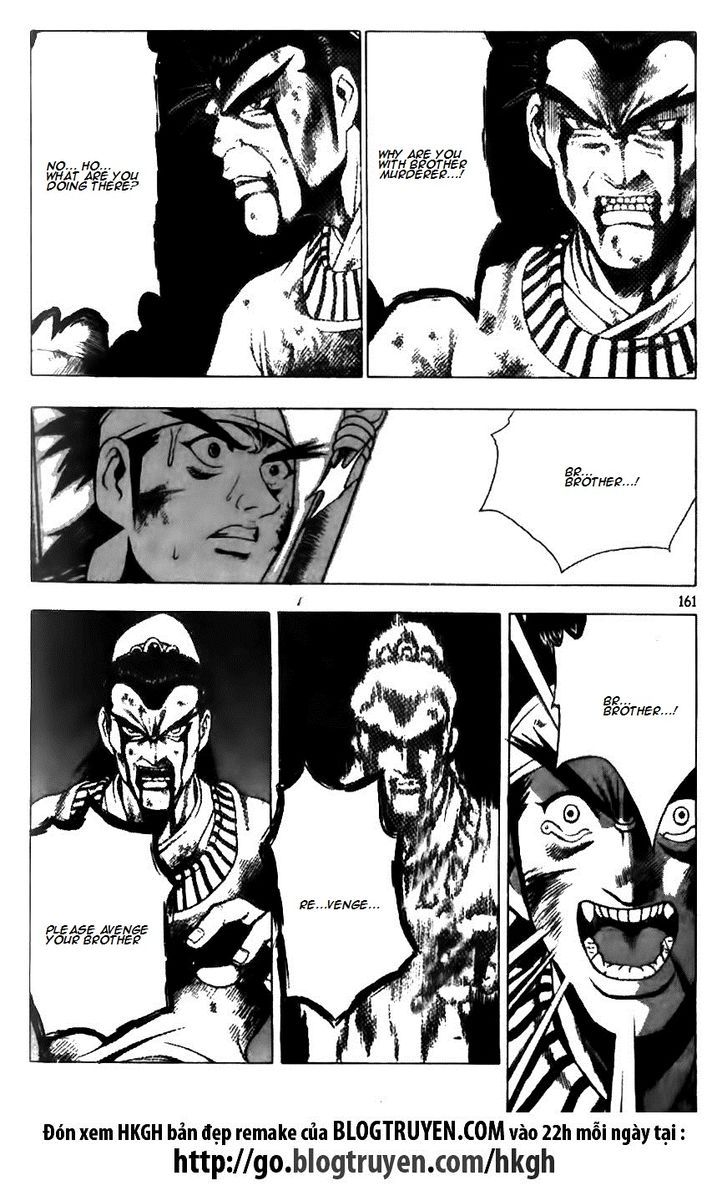 NO... HO...
WHAT ARE YOU
DOING THERE?
WHY ARE YOU
WITH BROTHER
MURDERER...!
BR...
BROTHER...!
161
PLEASE AVENGE
YOUR BROTHER
RE...VENGE...
BR...
BROTHER...!
Đón xem HKGH bản đẹp remake của BLOGTRUYEN.COM vào 22h mỗi ngày tại :
http://go.blogtruyen.com/hkgh